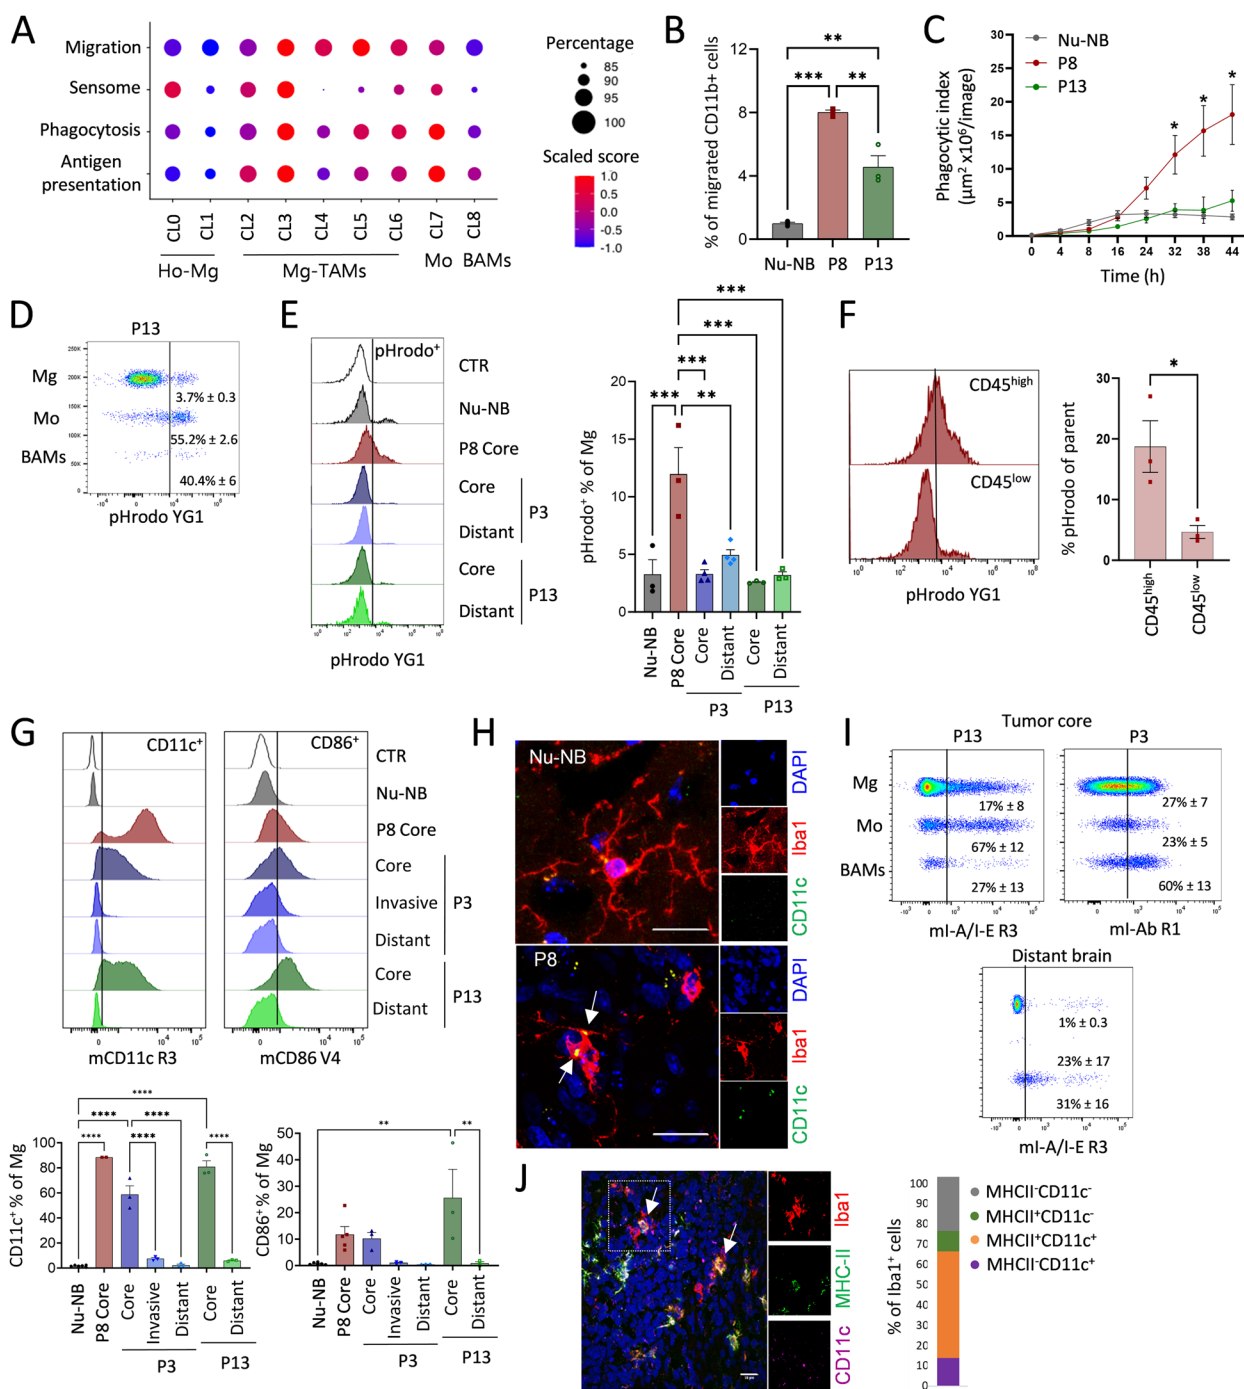 A
Migration
Sensome
Phagocytosis
Antigen
presentation
CL0
CL1
CL2
CL3
CL4
CL5
CL6
CL7
CL8
Ho-Mg
Mg-TAMs
Mo
BAMs
Percentage
85
90
95
100
Scaled score
1.0
0.5
0.0
-0.5
-1.0
B
% of migrated CD11b+ cells
12
8
4
0
**
***
**
Nu-NB
P8
P13
C
Nu-NB
P8
P13
Phagocytic index
(µm² x10⁶/image)
30
25
20
15
10
5
0
*
*
*
0 4 8 16 24 32 38 44
Time (h)
D
P13
Mg
Mo
BAMs
250K
200K
150K
100K
50K
0
3.7% ± 0.3
55.2% ± 2.6
40.4% ± 6
pHrodo YG1
E
pHrodo⁺
CTR
Nu-NB
P8 Core
Core
Distant
P3
Core
Distant
P13
pHrodo YG1
pHrodo⁺ % of Mg
20
15
10
5
0
***
***
***
***
**
Nu-NB
P8 Core
Core
Distant
Core
Distant
P3
P13
F
CD45ʰⁱᵍʰ
CD45ˡᵒʷ
pHrodo YG1
% pHrodo of parent
30
20
10
0
*
CD45ʰⁱᵍʰ
CD45ˡᵒʷ
G
CD11c⁺
CD86⁺
CTR
Nu-NB
P8 Core
Core
Invasive
Distant
P3
Core
Distant
P13
mCD11c R3
mCD86 V4
CD11c⁺ % of Mg
100
80
60
40
20
0
****
****
****
****
****
****
Nu-NB
P8 Core
Core
Invasive
Distant
Core
Distant
P3
P13
CD86⁺ % of Mg
50
40
30
20
10
0
**
**
Nu-NB
P8 Core
Core
Invasive
Distant
Core
Distant
P3
P13
H
Nu-NB
DAPI
Iba1
CD11c
P8
DAPI
Iba1
CD11c
I
Tumor core
P13
P3
Mg
Mo
BAMs
17% ± 8
67% ± 12
27% ± 13
27% ± 7
23% ± 5
60% ± 13
mI-A/I-E R3
mI-Ab R1
Distant brain
1% ± 0.3
23% ± 17
31% ± 16
mI-A/I-E R3
J
Iba1
MHC-II
CD11c
% of Iba1⁺ cells
100
90
80
70
60
50
40
30
20
10
0
MHCII⁻CD11c⁻
MHCII⁺CD11c⁻
MHCII⁺CD11c⁺
MHCII⁻CD11c⁺